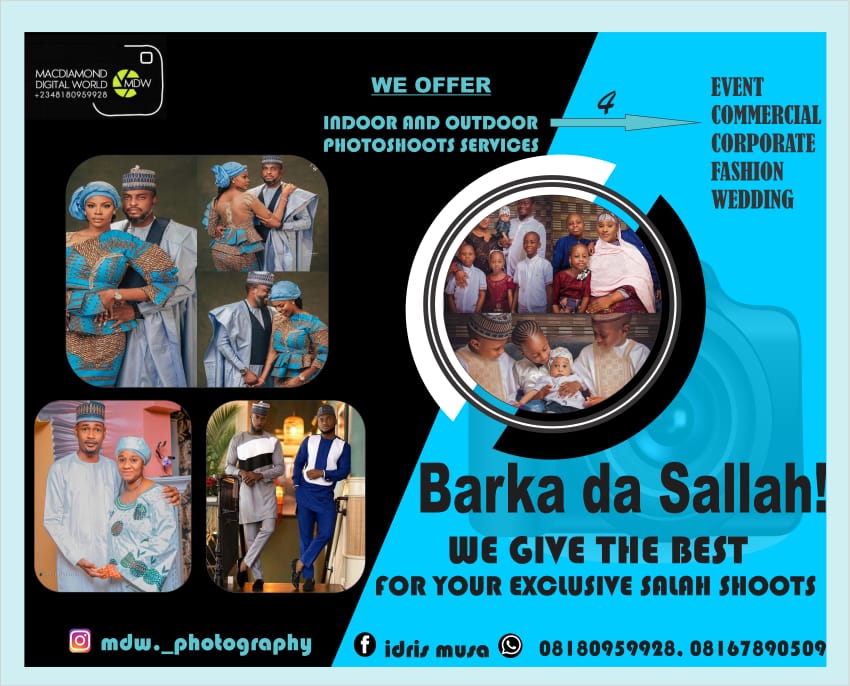 MACDIAMOND
DIGITAL WORLD
+2348180959928
MDW
WE OFFER
INDOOR AND OUTDOOR
PHOTOSHOOTS SERVICES
4
EVENT
COMMERCIAL
CORPORATE
FASHION
WEDDING
Barka da Sallah!
WE GIVE THE BEST
FOR YOUR EXCLUSIVE SALAH SHOOTS
mdw._photography
idris musa
08180959928, 08167890509